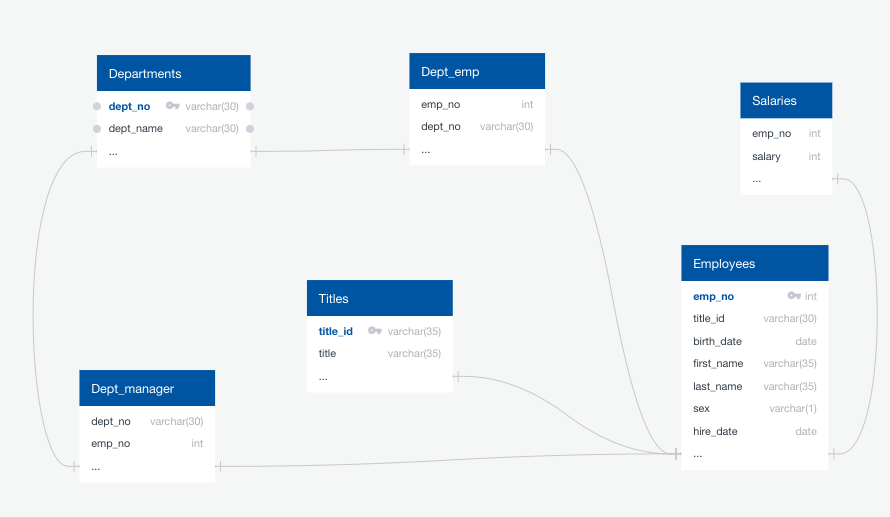 Departments
dept_no varchar(30)
dept_name varchar(30)
...
Dept_emp
emp_no int
dept_no varchar(30)
...
Salaries
emp_no int
salary int
...
Titles
title_id varchar(35)
title varchar(35)
...
Employees
emp_no int
title_id varchar(30)
birth_date date
first_name varchar(35)
last_name varchar(35)
sex varchar(1)
hire_date date
...
Dept_manager
dept_no varchar(30)
emp_no int
...